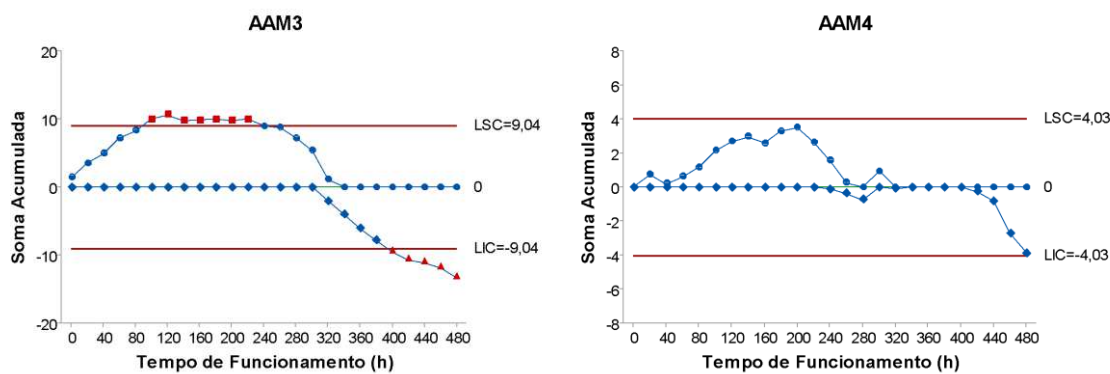 AAM3
20
10
0
-10
-20
Soma Acumulada
LSC=9,04
0
LIC=-9,04
0 40 80 120 160 200 240 280 320 360 400 440 480
Tempo de Funcionamento (h)
AAM4
8
6
4
2
0
-2
-4
-6
-8
Soma Acumulada
LSC=4,03
0
LIC=-4,03
0 40 80 120 160 200 240 280 320 360 400 440 480
Tempo de Funcionamento (h)